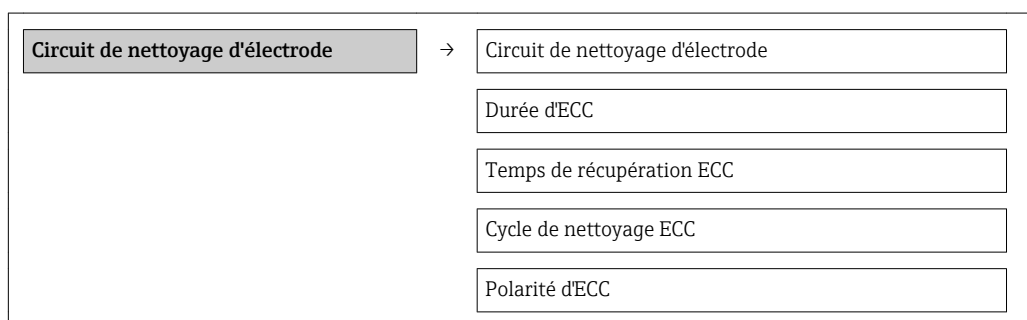 Circuit de nettoyage d'électrode → Circuit de nettoyage d'électrode
Durée d'ECC
Temps de récupération ECC
Cycle de nettoyage ECC
Polarité d'ECC